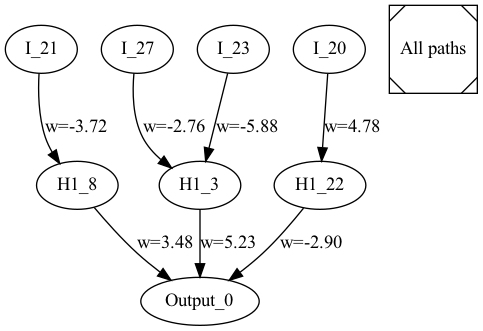 I_21
I_27
I_23
I_20
All paths
w=-3.72
w=-2.76
w=-5.88
w=4.78
H1_8
H1_3
H1_22
w=3.48
w=5.23
w=-2.90
Output_0